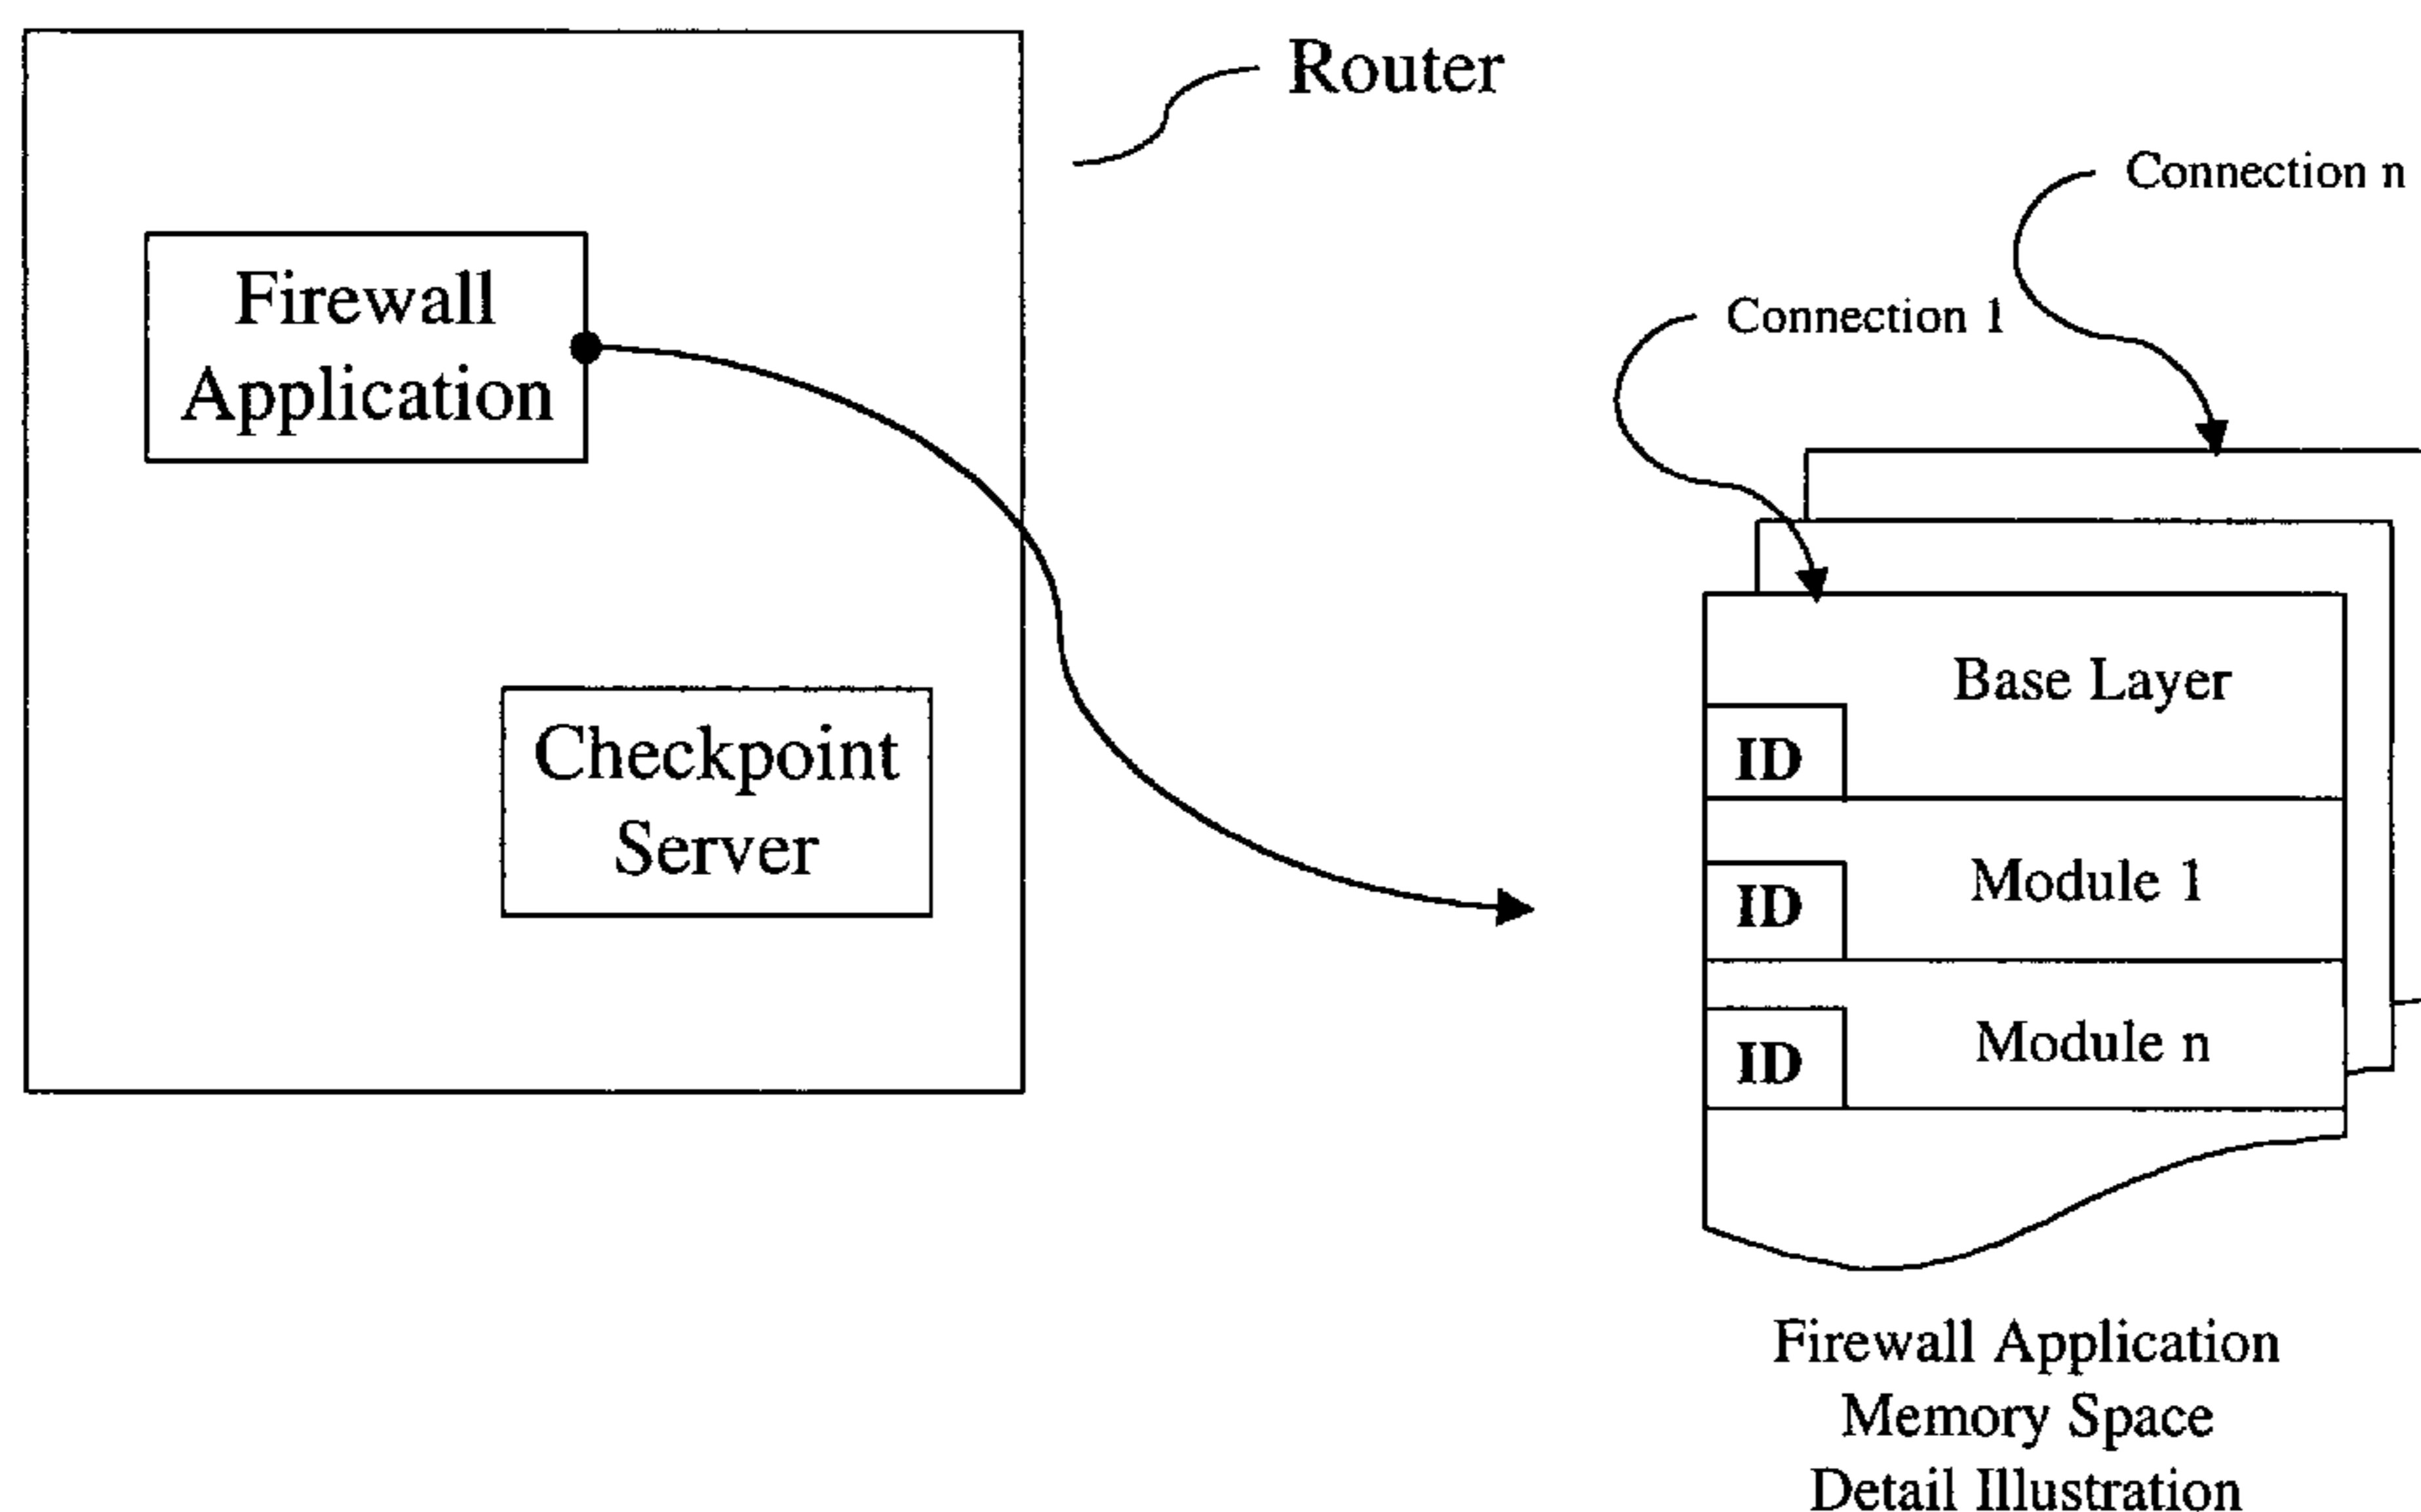 Router
Firewall
Application
Checkpoint
Server
Connection n
Connection 1
Base Layer
ID
Module 1
ID
Module n
ID
Firewall Application
Memory Space
Detail Illustration